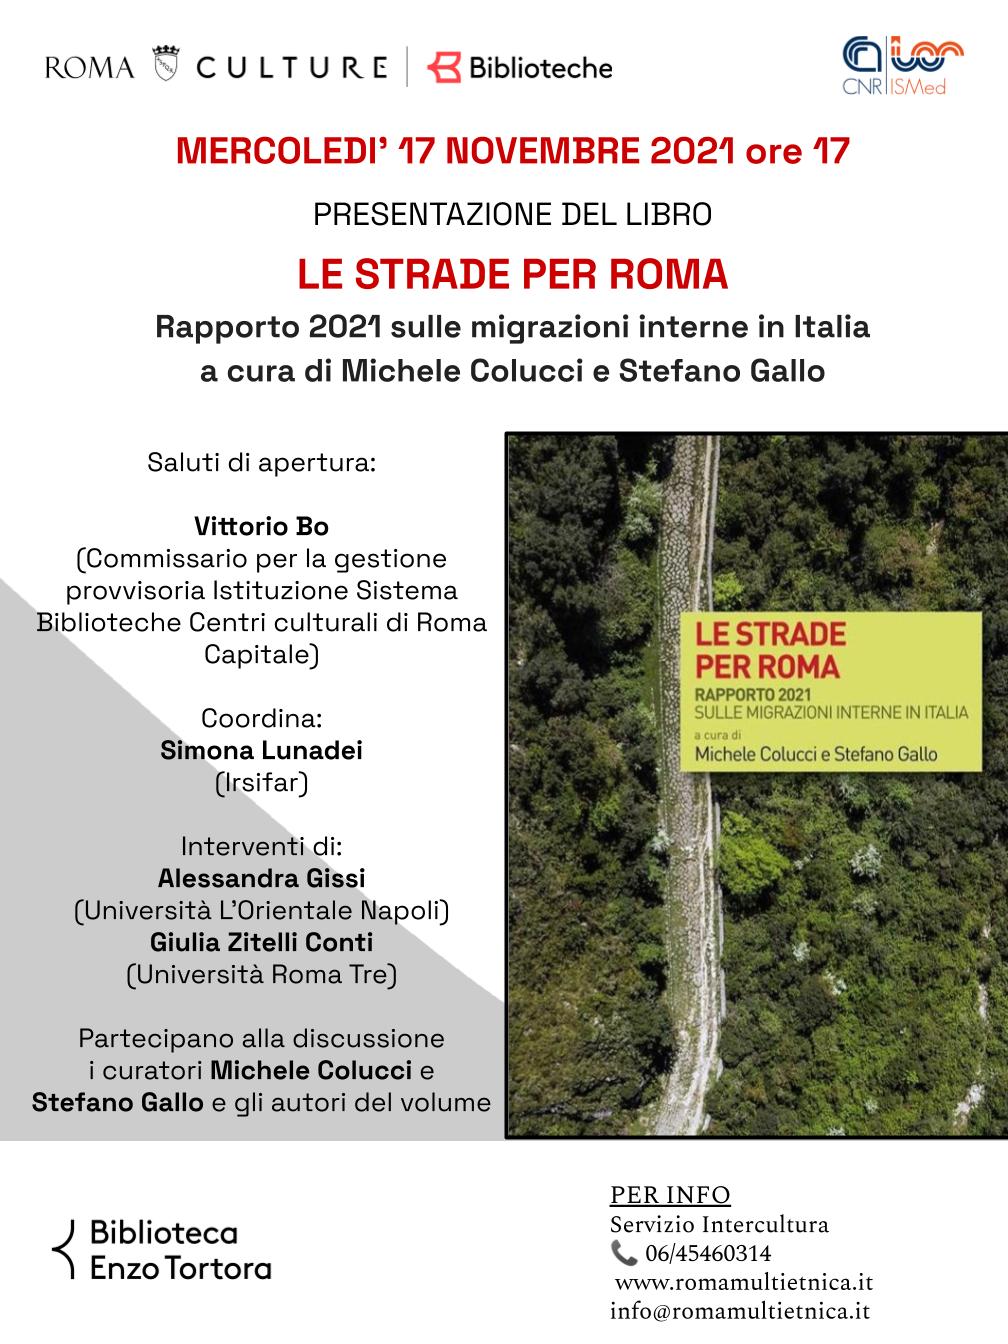 ROMA CULTURE Biblioteche
CNR ISMed
MERCOLEDI' 17 NOVEMBRE 2021 ore 17
PRESENTAZIONE DEL LIBRO
LE STRADE PER ROMA
Rapporto 2021 sulle migrazioni interne in Italia
a cura di Michele Colucci e Stefano Gallo
Saluti di apertura:
Vittorio Bo
(Commissario per la gestione
provvisoria Istituzione Sistema
Biblioteche Centri culturali di Roma
Capitale)
Coordina:
Simona Lunadei
(Irsifar)
Interventi di:
Alessandra Gissi
(Università L'Orientale Napoli)
Giulia Zitelli Conti
(Università Roma Tre)
Partecipano alla discussione
i curatori Michele Colucci e
Stefano Gallo e gli autori del volume
LE STRADE
PER ROMA
RAPPORTO 2021
SULLE MIGRAZIONI INTERNE IN ITALIA
a cura di
Michele Colucci e Stefano Gallo
Biblioteca
Enzo Tortora
PER INFO
Servizio Intercultura
📞 06/45460314
www.romamultietnica.it
info@romamultietnica.it